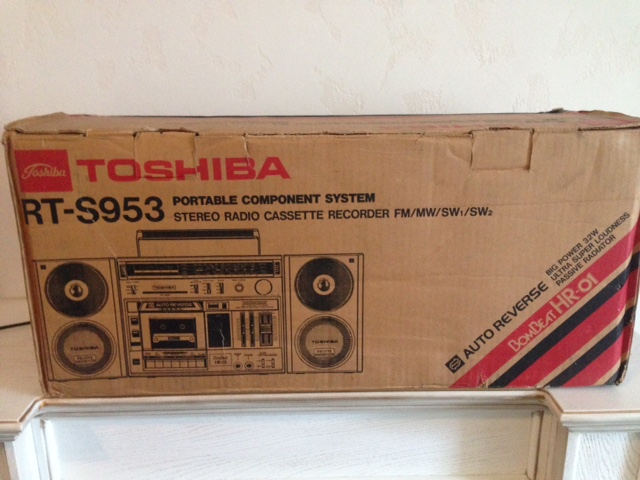 Toshiba TOSHIBA
RT-S953 PORTABLE COMPONENT SYSTEM
STEREO RADIO CASSETTE RECORDER FM/MW/SW1/SW2
BIG POWER 32W
ULTRA SUPER LOUDNESS
PASSIVE RADIATOR
AUTO REVERSE
BOMBEAT HR-01
TOSHIBA
AUTO REVERSE
TOSHIBA